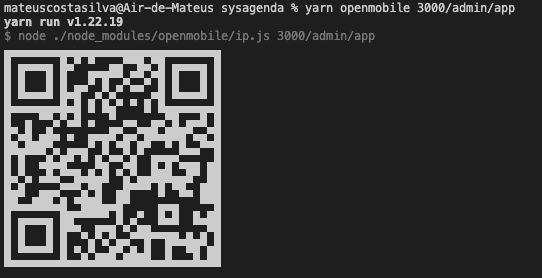 mateuscostasilva@Air-de-Mateus sysagenda % yarn openmobile 3000/admin/app
yarn run v1.22.19
$ node ./node_modules/openmobile/ip.js 3000/admin/app